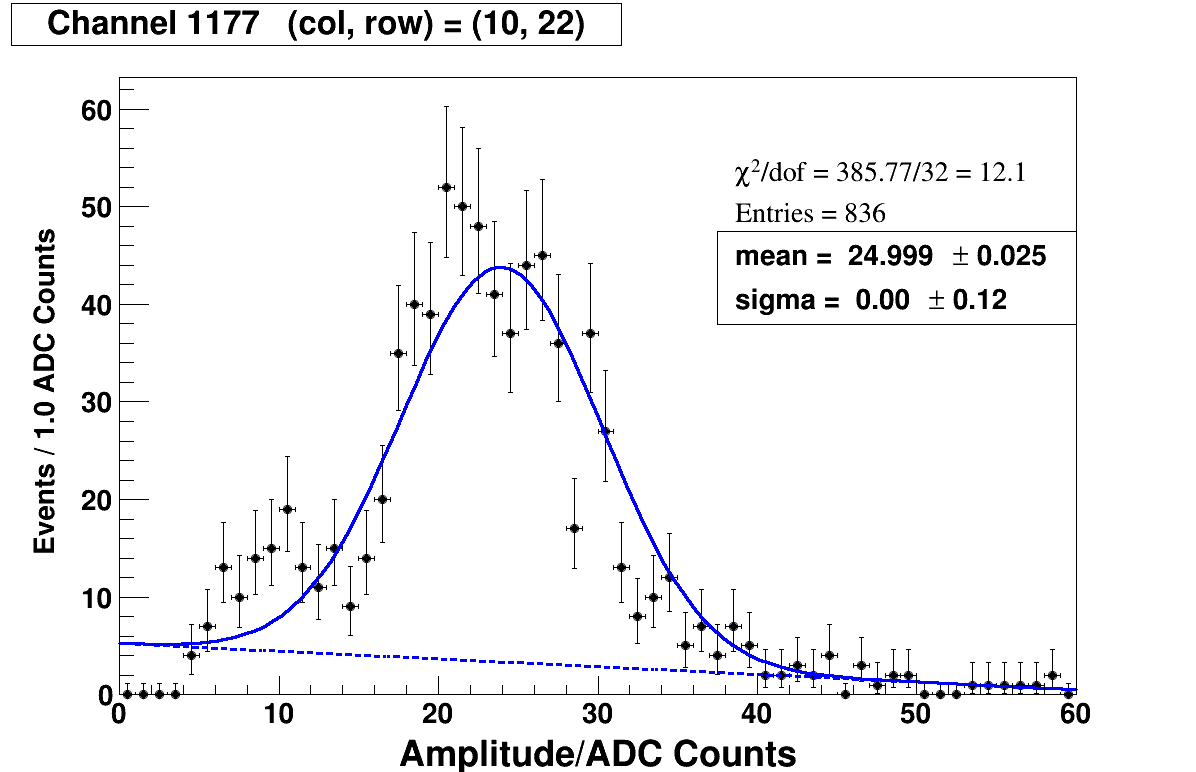 Channel 1177 (col, row) = (10, 22)
χ²/dof = 385.77/32 = 12.1
Entries = 836
mean = 24.999 ± 0.025
sigma = 0.00 ± 0.12
Events / 1.0 ADC Counts
60
50
40
30
20
10
0
0 10 20 30 40 50 60
Amplitude/ADC Counts